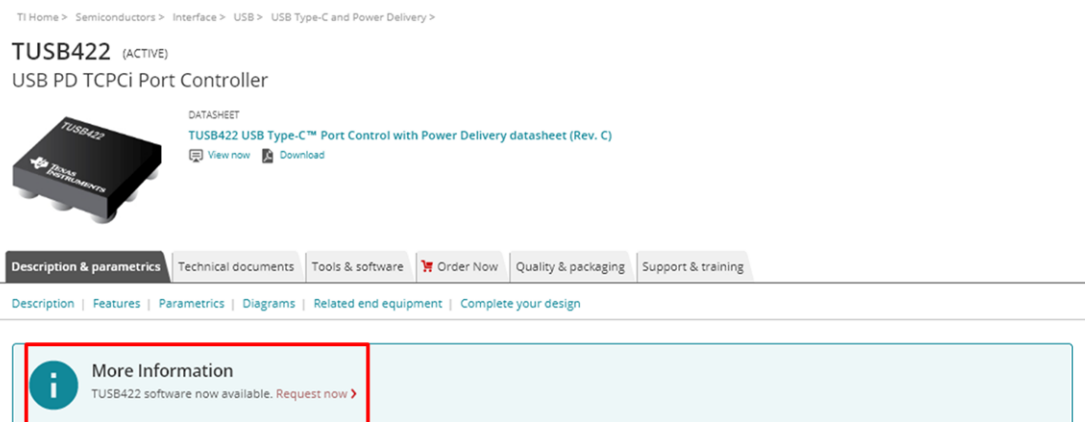 TI Home > Semiconductors > Interface > USB > USB Type-C and Power Delivery >
TUSB422 (ACTIVE)
USB PD TCPCi Port Controller
TUSB422
TEXAS
INSTRUMENTS
DATASHEET
TUSB422 USB Type-C™ Port Control with Power Delivery datasheet (Rev. C)
View now Download
Description & parametrics Technical documents Tools & software Order Now Quality & packaging Support & training
Description | Features | Parametrics | Diagrams | Related end equipment | Complete your design
i
More Information
TUSB422 software now available. Request now >